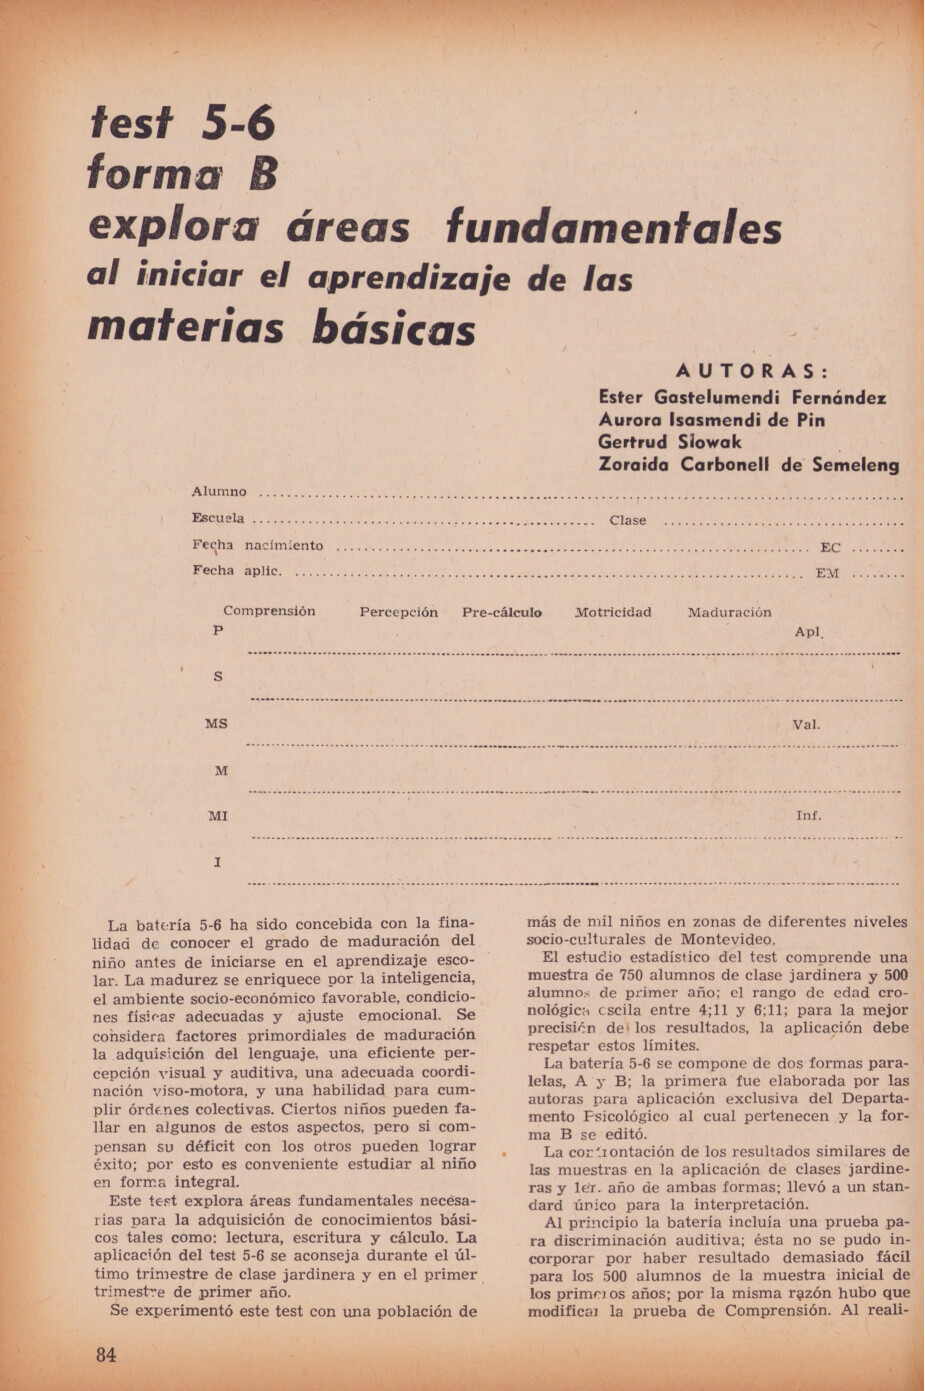 test 5-6
forma B
explora áreas fundamentales
al iniciar el aprendizaje de las
materias básicas
AUTORAS:
Ester Gastelumendi Fernández
Aurora Isasmendi de Pin
Gertrud Slowak
Zoraida Carbonell de Semeleng
Alumno
Escuela Clase
Fecha nacimiento EC
Fecha aplic. EM
Comprensión Percepción Pre-cálculo Motricidad Maduración
P Apl.
S
MS Val.
M
MI Inf.
I
La batería 5-6 ha sido concebida con la fina-
lidad de conocer el grado de maduración del
niño antes de iniciarse en el aprendizaje esco-
lar. La madurez se enriquece por la inteligencia,
el ambiente socio-económico favorable, condicio-
nes físicas adecuadas y ajuste emocional. Se
considera factores primordiales de maduración
la adquisición del lenguaje, una eficiente per-
cepción visual y auditiva, una adecuada coordi-
nación viso-motora, y una habilidad para cum-
plir órdenes colectivas. Ciertos niños pueden fa-
llar en algunos de estos aspectos, pero si com-
pensan su déficit con los otros pueden lograr
éxito; por esto es conveniente estudiar al niño
en forma integral.
Este test explora áreas fundamentales necesa-
rias para la adquisición de conocimientos bási-
cos tales como: lectura, escritura y cálculo. La
aplicación del test 5-6 se aconseja durante el úl-
timo trimestre de clase jardinera y en el primer
trimestre de primer año.
Se experimentó este test con una población de
más de mil niños en zonas de diferentes niveles
socio-culturales de Montevideo.
El estudio estadístico del test comprende una
muestra de 750 alumnos de clase jardinera y 500
alumnos de primer año; el rango de edad cro-
nológica oscila entre 4;11 y 6;11; para la mejor
precisión de los resultados, la aplicación debe
respetar estos límites.
La batería 5-6 se compone de dos formas para-
lelas, A y B; la primera fue elaborada por las
autoras para aplicación exclusiva del Departa-
mento Psicológico al cual pertenecen y la for-
ma B se editó.
La confrontación de los resultados similares de
las muestras en la aplicación de clases jardine-
ras y 1er. año de ambas formas; llevó a un stan-
dard único para la interpretación.
Al principio la batería incluía una prueba pa-
ra discriminación auditiva; ésta no se pudo in-
corporar por haber resultado demasiado fácil
para los 500 alumnos de la muestra inicial de
los primeros años; por la misma razón hubo que
modificar la prueba de Comprensión. Al reali-
84